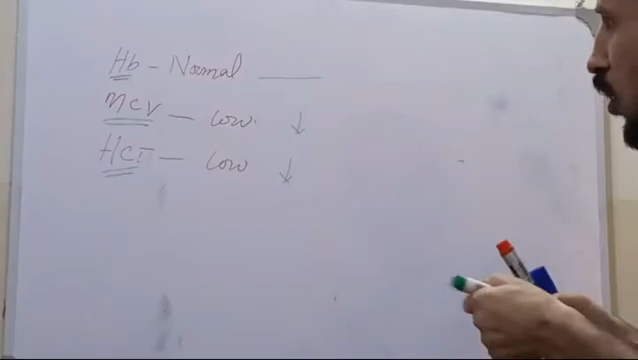 Hb - Normal
MCV - Low. ↓
HCT - Low ↓